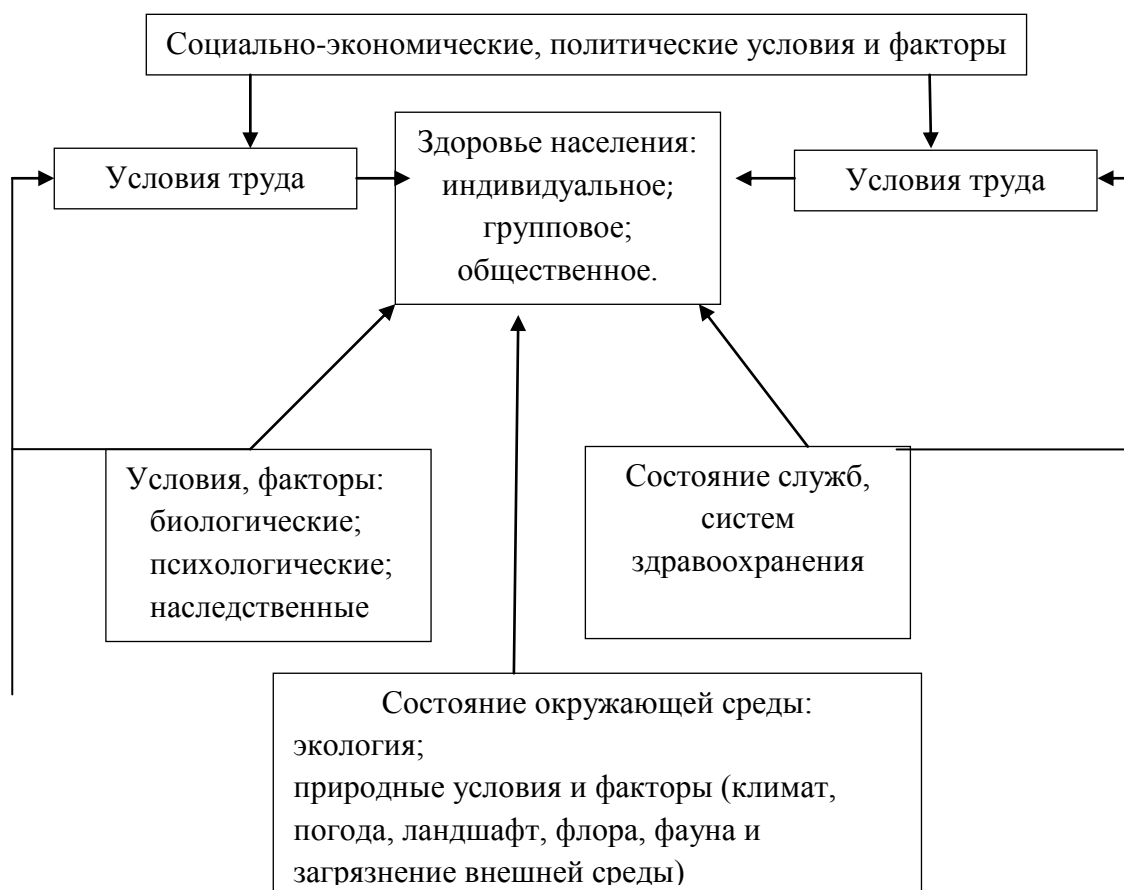 Социально-экономические, политические условия и факторы
Условия труда
Здоровье населения:
индивидуальное;
групповое;
общественное.
Условия труда
Условия, факторы:
биологические;
психологические;
наследственные
Состояние служб,
систем
здравоохранения
Состояние окружающей среды:
экология;
природные условия и факторы (климат,
погода, ландшафт, флора, фауна и
загрязнение внешней среды)